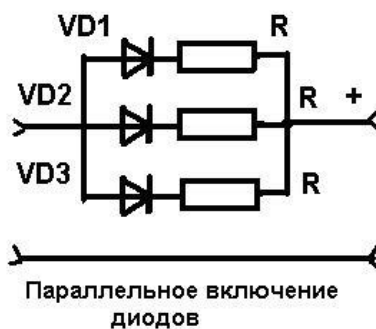 VD1 R
VD2 R +
VD3 R
Параллельное включение
диодов